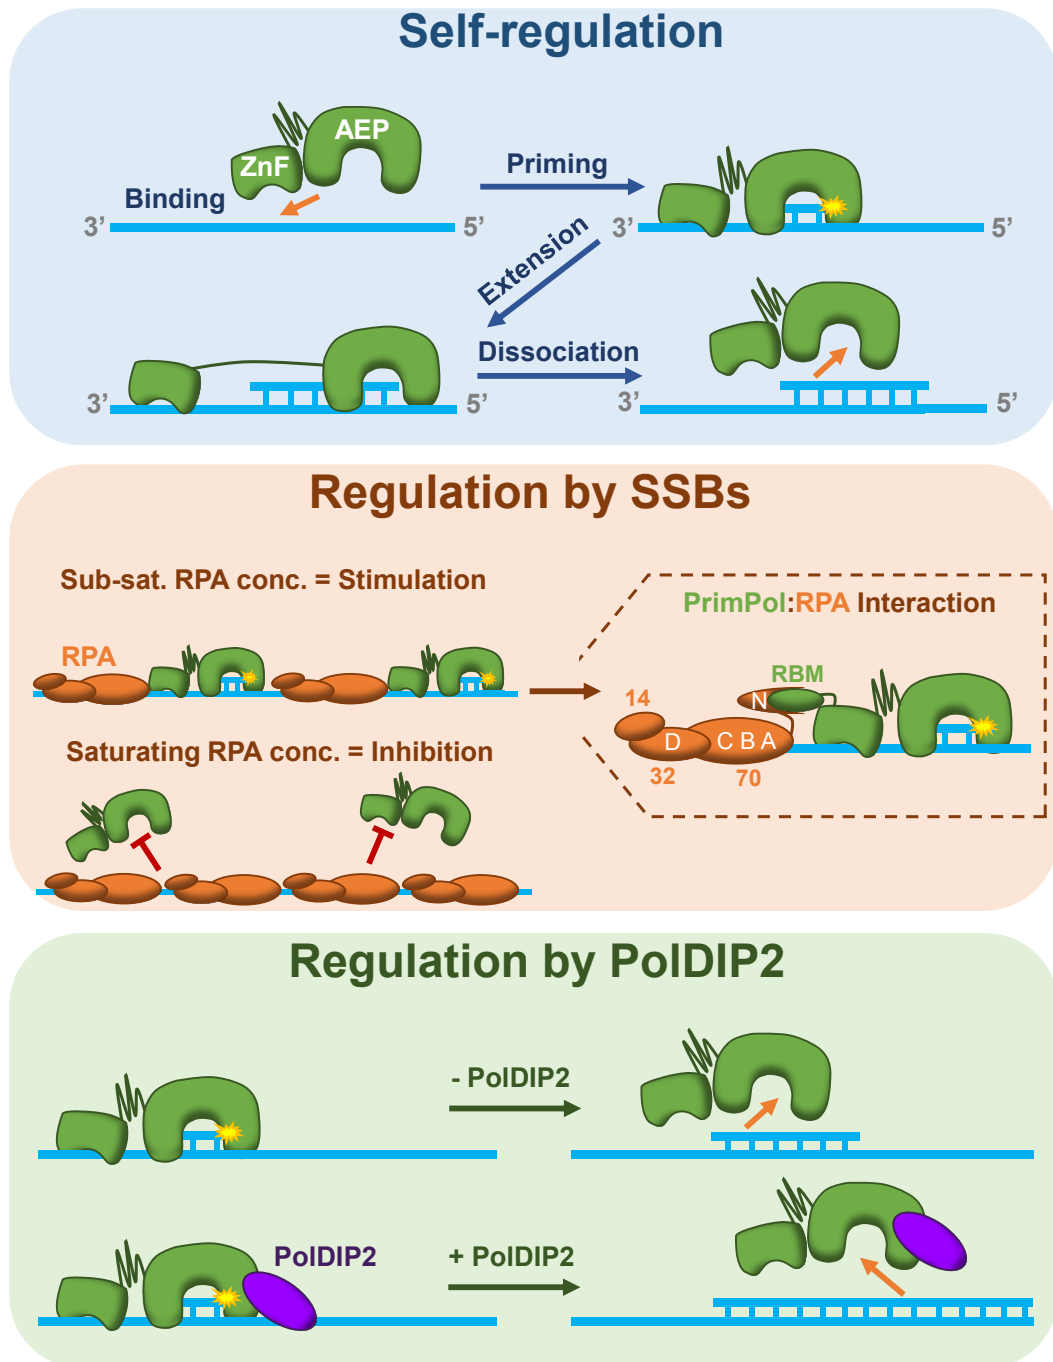 Self-regulation
AEP
ZnF
Binding
Priming
3’
5’
3’
5’
Extension
Dissociation
3’
5’
3’
5’
Regulation by SSBs
Sub-sat. RPA conc. = Stimulation
PrimPol:RPA Interaction
RPA
RBM
N
14
D
C B A
32
70
Saturating RPA conc. = Inhibition
Regulation by PolDIP2
- PolDIP2
PolDIP2
+ PolDIP2